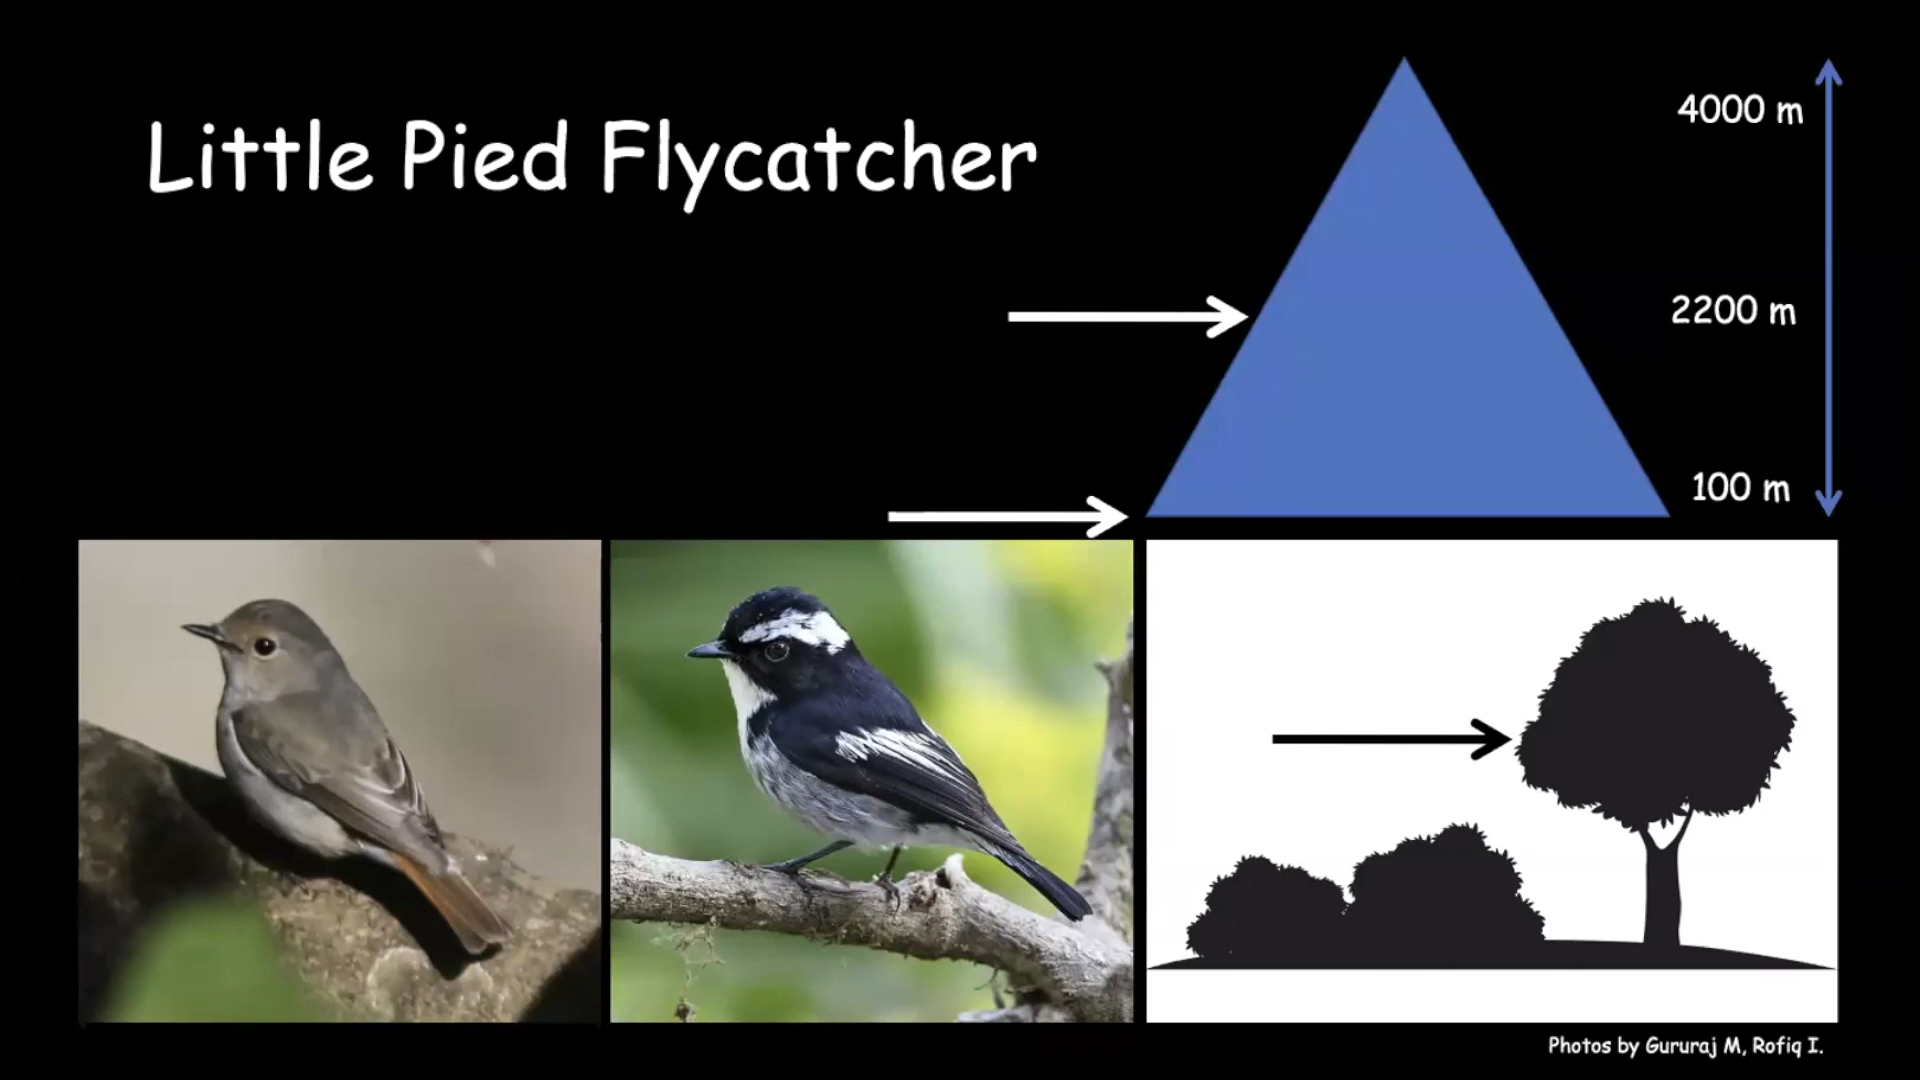 Little Pied Flycatcher
4000 m
2200 m
100 m
Photos by Gururaj M, Rofiq I.